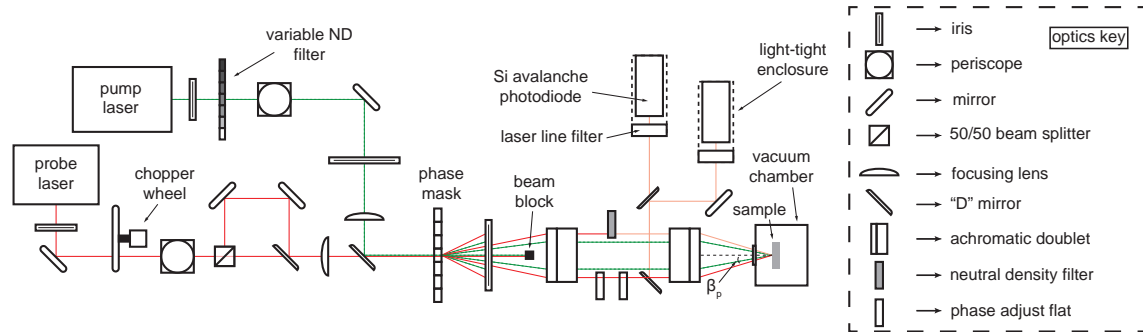 variable ND
filter
pump
laser
probe
laser
chopper
wheel
phase
mask
beam
block
Si avalanche
photodiode
laser line filter
light-tight
enclosure
vacuum
chamber
sample
βp
optics key
iris
periscope
mirror
50/50 beam splitter
focusing lens
“D” mirror
achromatic doublet
neutral density filter
phase adjust flat